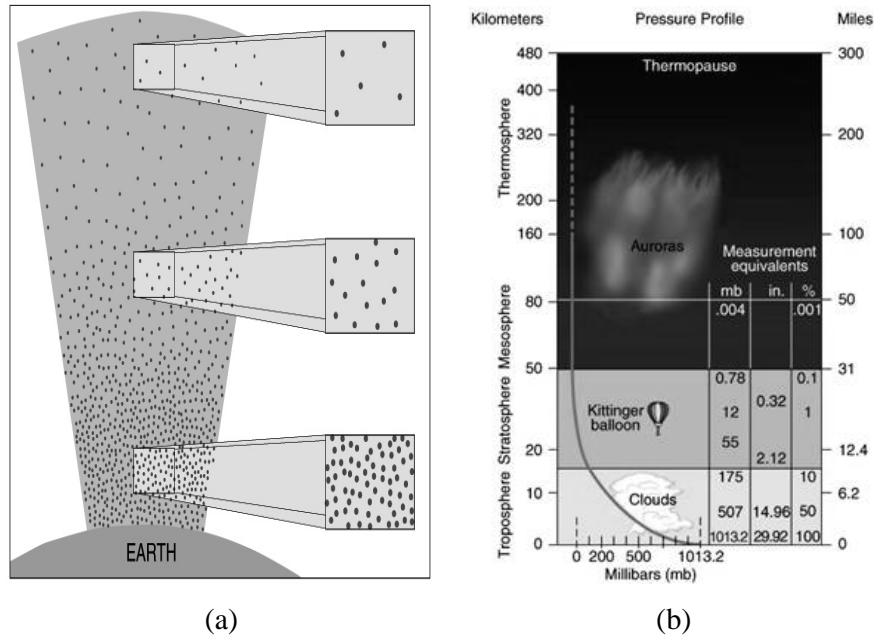 EARTH
(a)
Kilometers Pressure Profile Miles
480 Thermopause 300
400
Thermosphere
320 200
200
160 Auroras 100
Measurement
equivalents
mb in. %
80 50
.004 .001
Mesosphere
50 31
0.78 0.1
Stratosphere
Kittinger
balloon
0.32
12 1
55
20 12.4
2.12
175 10
Troposphere
10 Clouds 6.2
507 14.96 50
1013.2 29.92 100
0 0
0 200 500 1013.2
Millibars (mb)
(b)